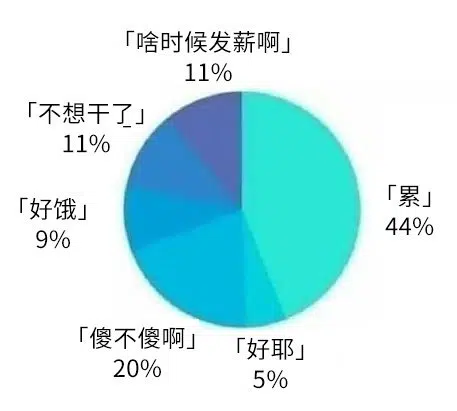 「啥时候发薪啊」
11%
「不想干了」
11%
「累」
44%
「好饿」
9%
「傻不傻啊」
20%
「好耶」
5%